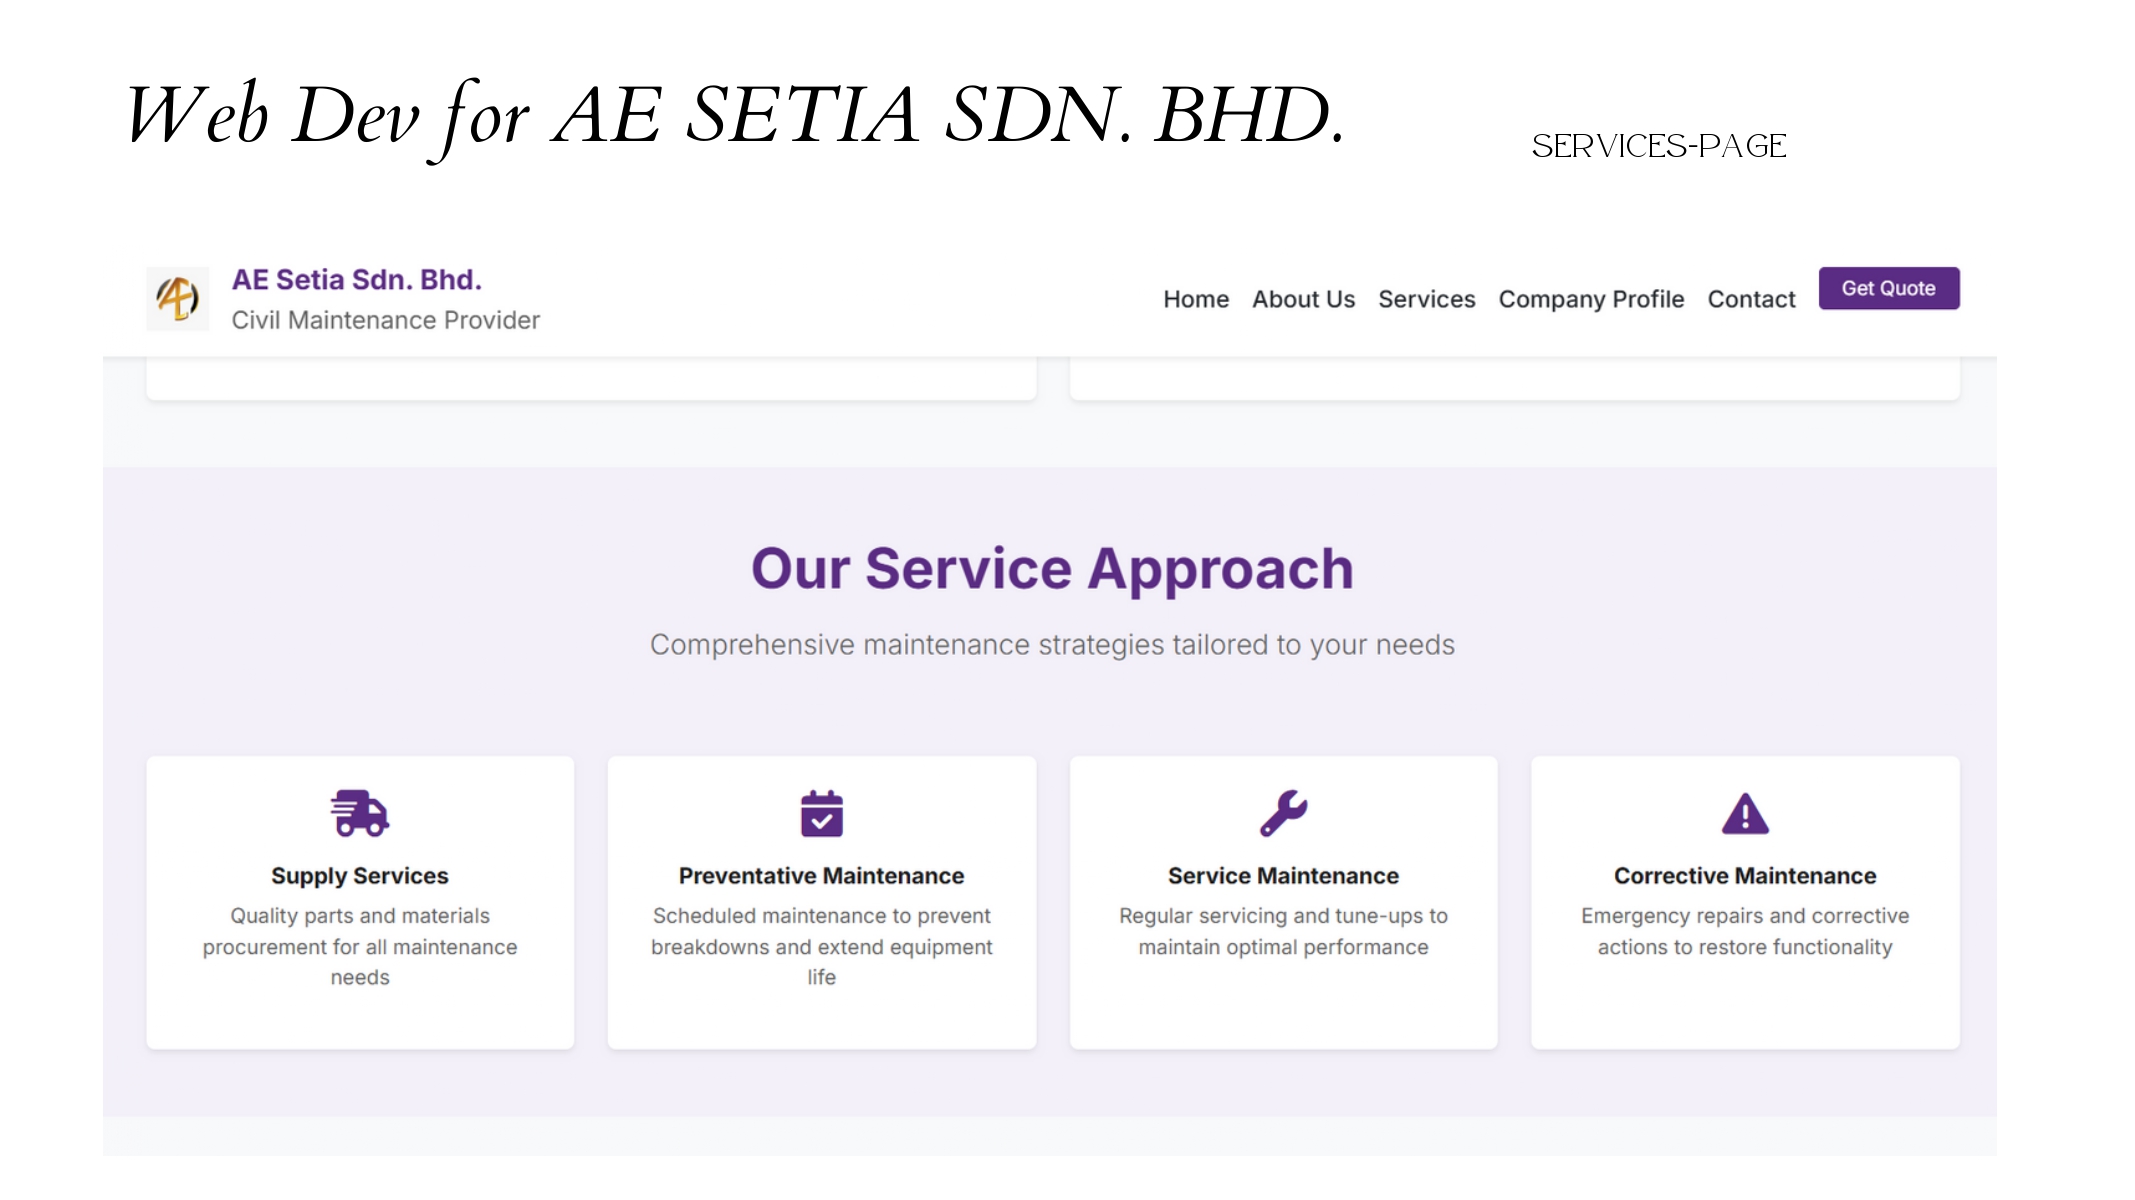 Web Dev for AE SETIA SDN. BHD.
SERVICES-PAGE
AE Setia Sdn. Bhd.
Civil Maintenance Provider
Home About Us Services Company Profile Contact Get Quote
Our Service Approach
Comprehensive maintenance strategies tailored to your needs
Supply Services
Quality parts and materials
procurement for all maintenance
needs
Preventative Maintenance
Scheduled maintenance to prevent
breakdowns and extend equipment
life
Service Maintenance
Regular servicing and tune-ups to
maintain optimal performance
Corrective Maintenance
Emergency repairs and corrective
actions to restore functionality